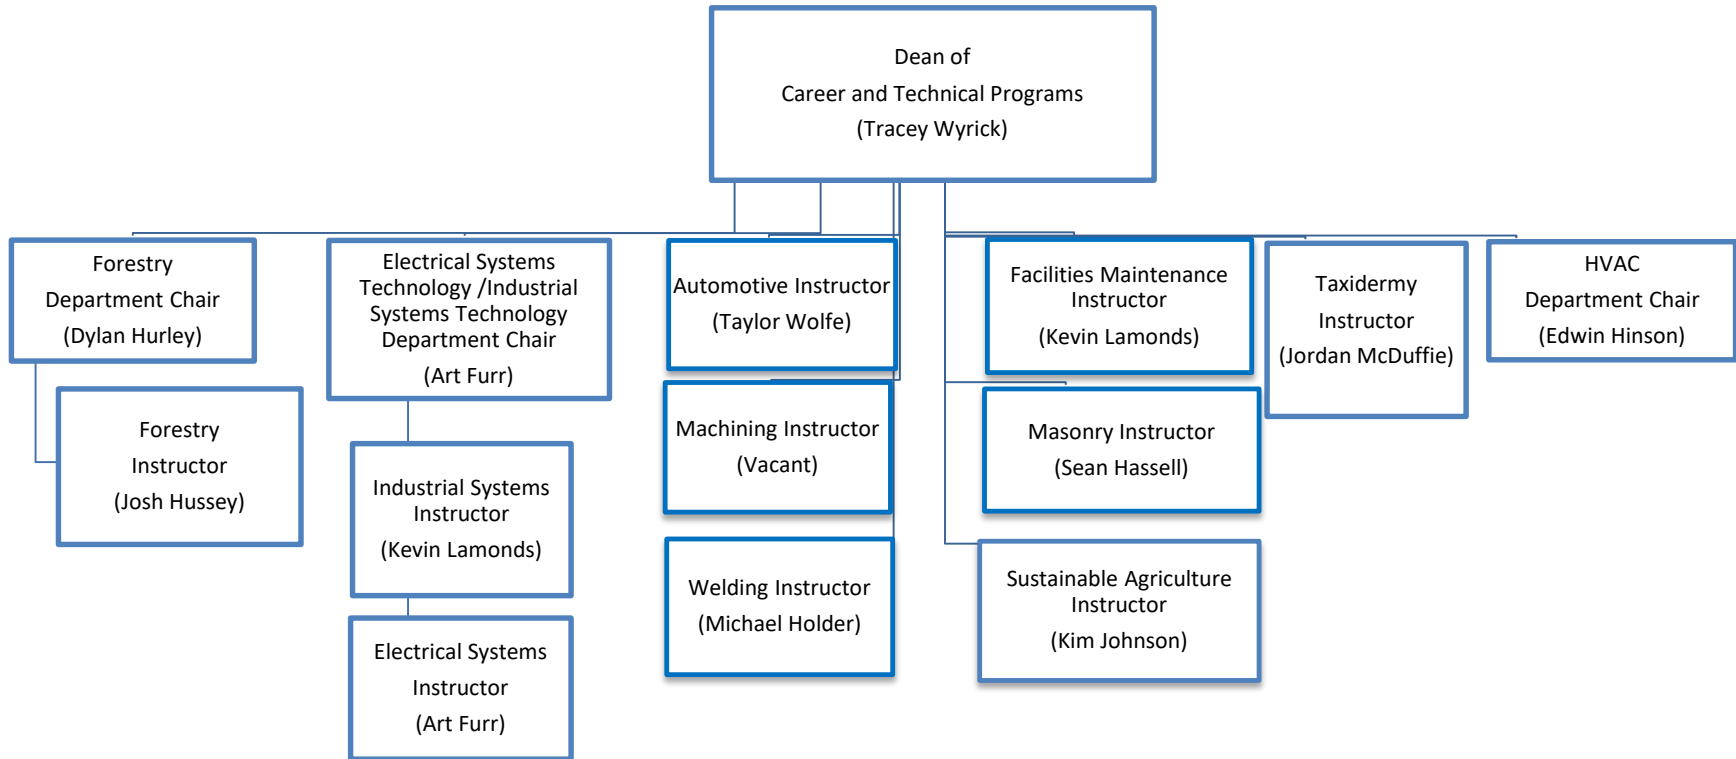 Dean of
Career and Technical Programs
(Tracey Wyrick)
Forestry
Department Chair
(Dylan Hurley)
Forestry
Instructor
(Josh Hussey)
Electrical Systems
Technology /Industrial
Systems Technology
Department Chair
(Art Furr)
Industrial Systems
Instructor
(Kevin Lamonds)
Electrical Systems
Instructor
(Art Furr)
Automotive Instructor
(Taylor Wolfe)
Machining Instructor
(Vacant)
Welding Instructor
(Michael Holder)
Facilities Maintenance
Instructor
(Kevin Lamonds)
Masonry Instructor
(Sean Hassell)
Sustainable Agriculture
Instructor
(Kim Johnson)
Taxidermy
Instructor
(Jordan McDuffie)
HVAC
Department Chair
(Edwin Hinson)